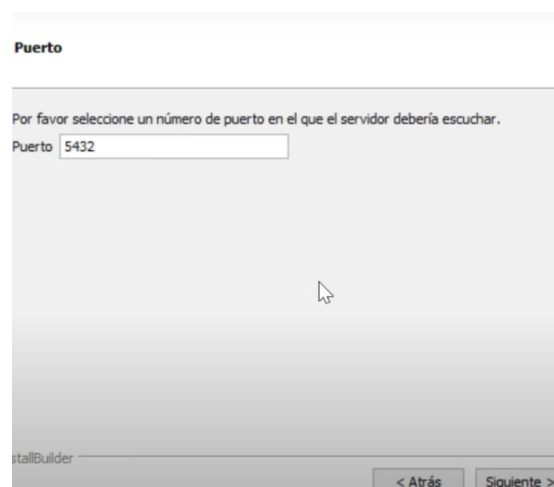 Puerto
Por favor seleccione un número de puerto en el que el servidor debería escuchar.
Puerto 5432
stallBuilder
< Atrás Siguiente >